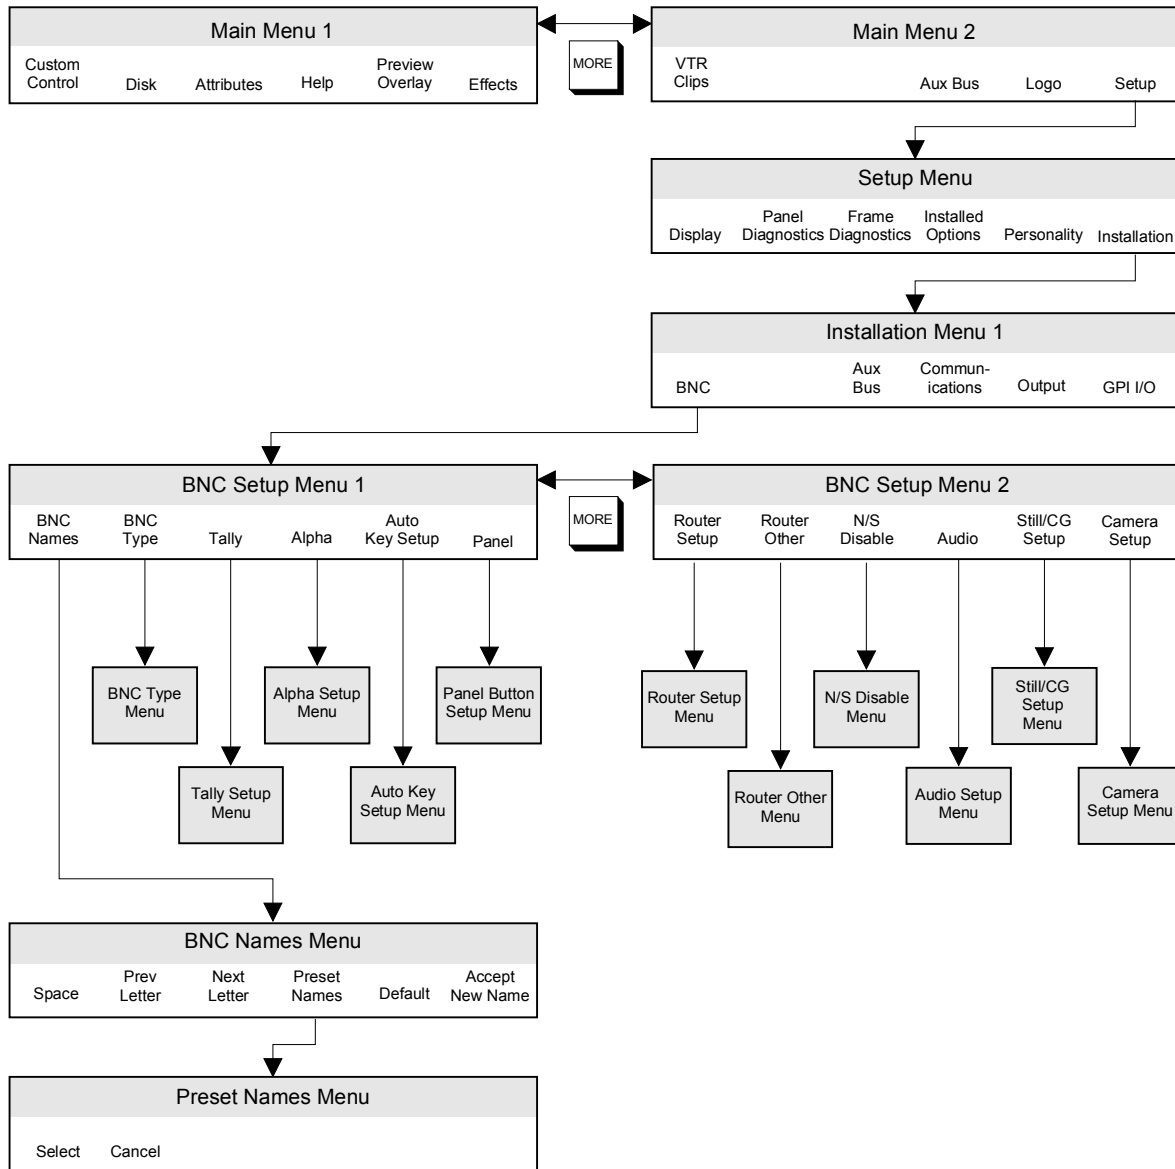 Main Menu 1
Custom
Control
Disk
Attributes
Help
Preview
Overlay
Effects
MORE
Main Menu 2
VTR
Clips
Aux Bus
Logo
Setup
Setup Menu
Display
Panel
Diagnostics
Frame
Diagnostics
Installed
Options
Personality
Installation
Installation Menu 1
BNC
Aux
Bus
Commun-
ications
Output
GPI I/O
BNC Setup Menu 1
BNC
Names
BNC
Type
Tally
Alpha
Auto
Key Setup
Panel
MORE
BNC Setup Menu 2
Router
Setup
Router
Other
N/S
Disable
Audio
Still/CG
Setup
Camera
Setup
BNC Type
Menu
Alpha Setup
Menu
Panel Button
Setup Menu
Router Setup
Menu
N/S Disable
Menu
Still/CG
Setup
Menu
Tally Setup
Menu
Auto Key
Setup Menu
Router Other
Menu
Audio Setup
Menu
Camera
Setup Menu
BNC Names Menu
Space
Prev
Letter
Next
Letter
Preset
Names
Default
Accept
New Name
Preset Names Menu
Select
Cancel